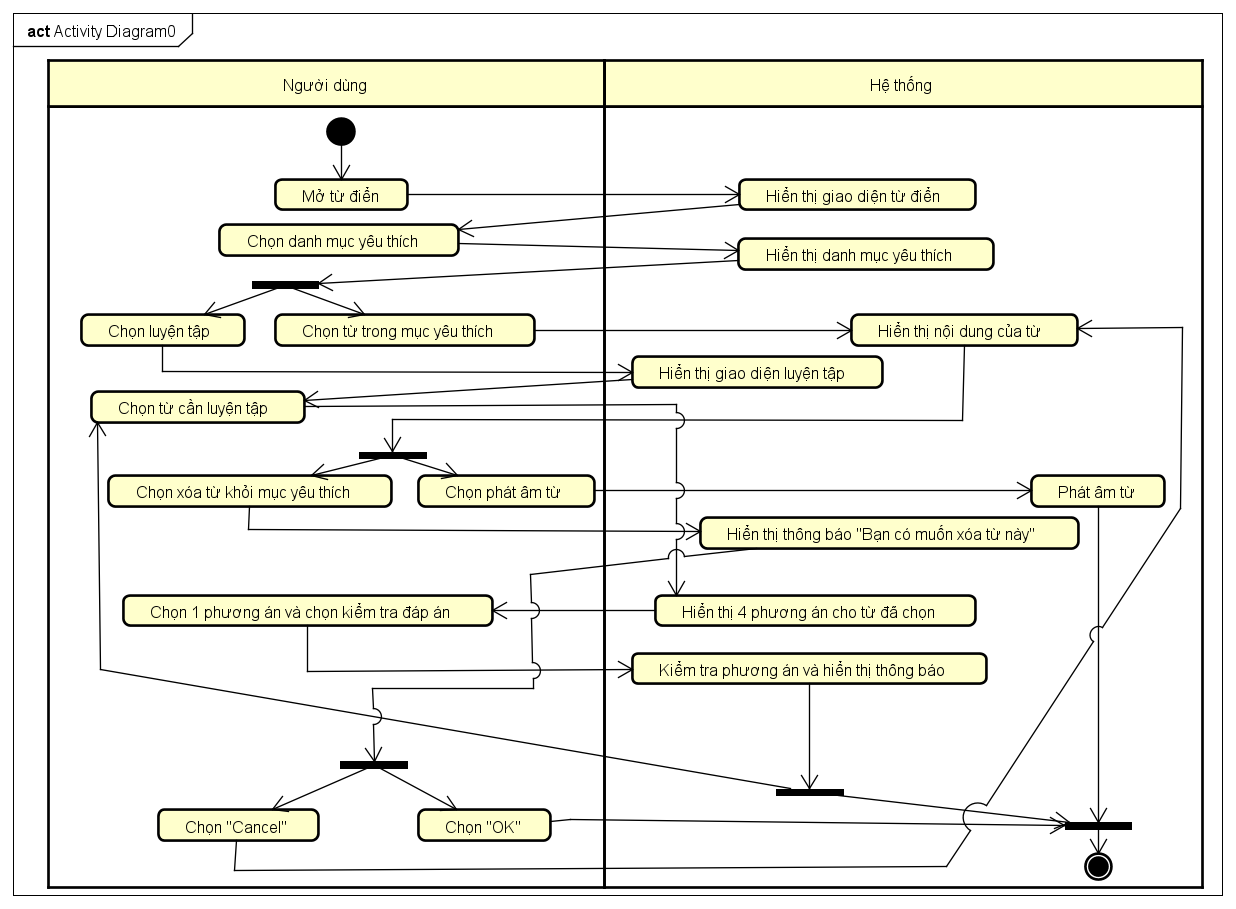 act Activity Diagram0
Người dùng
Hệ thống
Mở từ điển
Hiển thị giao diện từ điển
Chọn danh mục yêu thích
Hiển thị danh mục yêu thích
Chọn luyện tập
Chọn từ trong mục yêu thích
Hiển thị nội dung của từ
Hiển thị giao diện luyện tập
Chọn từ cần luyện tập
Chọn xóa từ khỏi mục yêu thích
Chọn phát âm từ
Phát âm từ
Hiển thị thông báo "Bạn có muốn xóa từ này"
Chọn 1 phương án và chọn kiểm tra đáp án
Hiển thị 4 phương án cho từ đã chọn
Kiểm tra phương án và hiển thị thông báo
Chọn "Cancel"
Chọn "OK"